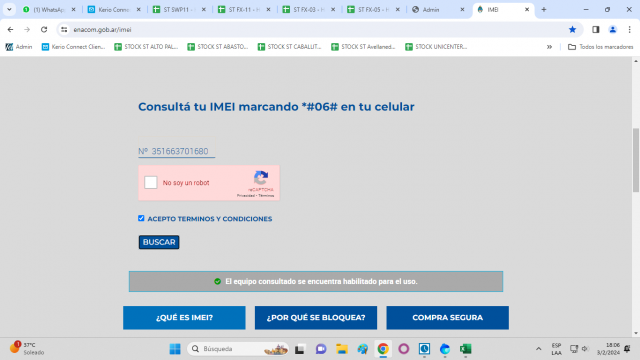 (1) WhatsAp
Kerio Connect
ST SWP11 -
ST FX-11 -
ST FX-03 -
ST FX-05 -
Admin
IMEI
enacom.gob.ar/imei
Admin
Kerio Connect Clien...
STOCK ST ALTO PAL...
STOCK ST ABASTO...
STOCK ST CABALLIT...
STOCK ST Avellaned...
STOCK UNICENTER...
Todos los marcadores
Consultá tu IMEI marcando *#06# en tu celular
Nº 351663701680
No soy un robot
reCAPTCHA
Privacidad - Términos
ACEPTO TERMINOS Y CONDICIONES
BUSCAR
El equipo consultado se encuentra habilitado para el uso.
¿QUÉ ES IMEI?
¿POR QUÉ SE BLOQUEA?
COMPRA SEGURA
37°C
Soleado
Búsqueda
ESP
LAA
18:06
3/2/2024